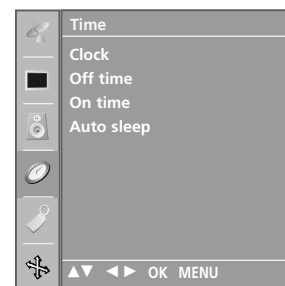 Time
Clock
Off time
On time
Auto sleep
▲▼ ◄► OK MENU